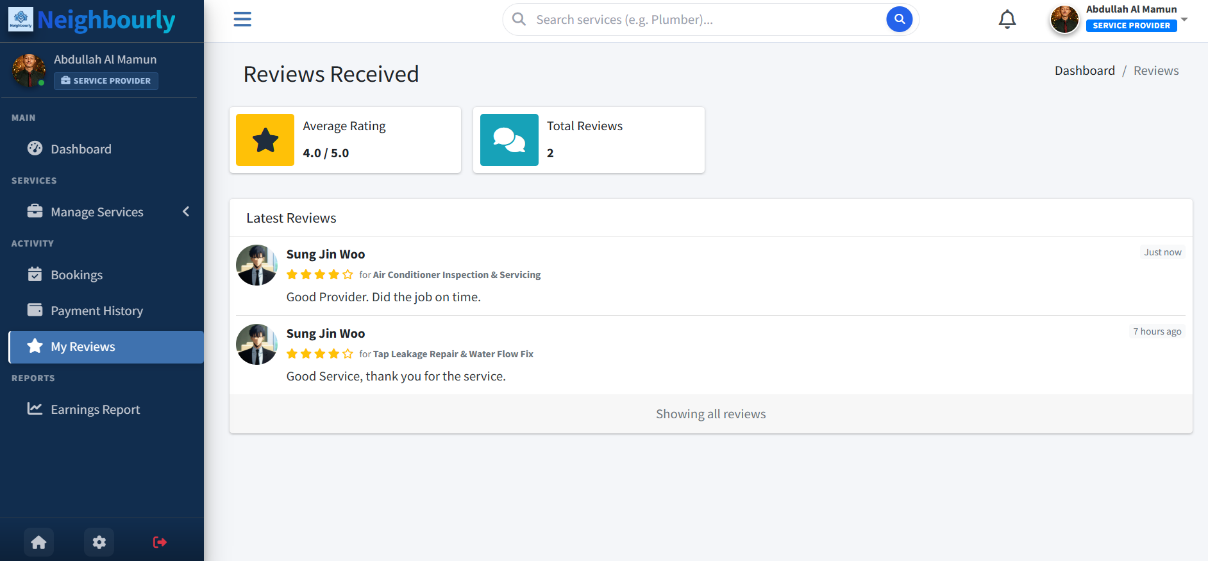 Neighbourly
Neighbourly
Abdullah Al Mamun
SERVICE PROVIDER
MAIN
Dashboard
SERVICES
Manage Services
ACTIVITY
Bookings
Payment History
My Reviews
REPORTS
Earnings Report
Search services (e.g. Plumber)...
Abdullah Al Mamun
SERVICE PROVIDER
Reviews Received
Dashboard / Reviews
Average Rating
4.0 / 5.0
Total Reviews
2
Latest Reviews
Sung Jin Woo
Just now
for Air Conditioner Inspection & Servicing
Good Provider. Did the job on time.
Sung Jin Woo
7 hours ago
for Tap Leakage Repair & Water Flow Fix
Good Service, thank you for the service.
Showing all reviews